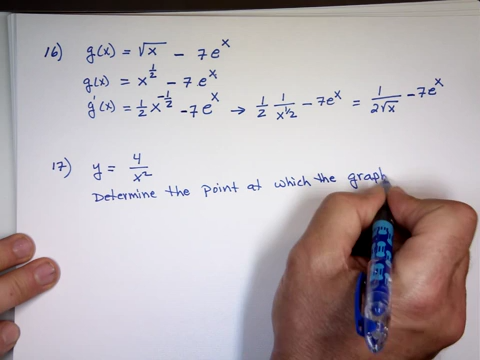 16) g(x) = √x - 7e^x
g(x) = x^(1/2) - 7e^x
g'(x) = 1/2 x^(-1/2) - 7e^x → 1/2 1/x^(1/2) - 7e^x = 1/(2√x) - 7e^x
17) y = 4/x^2
Determine the point at which the graph